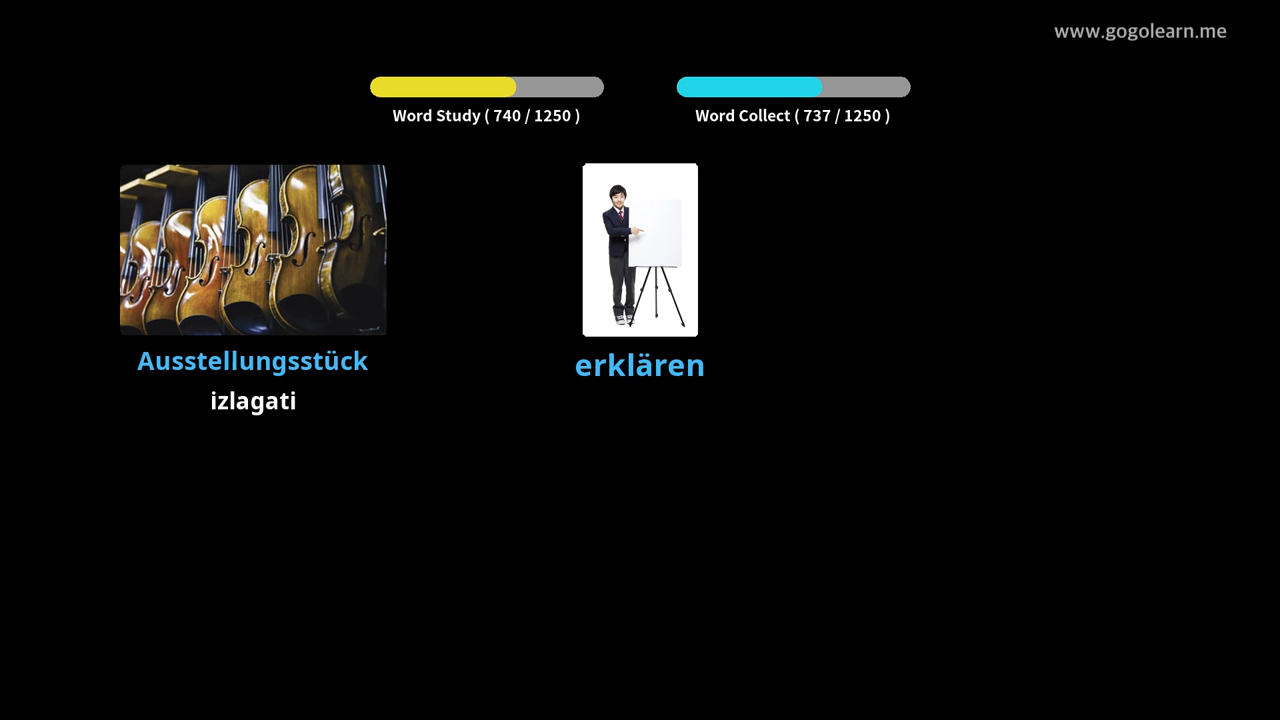 www.gogolearn.me
Word Study ( 740 / 1250 )
Word Collect ( 737 / 1250 )
Ausstellungsstück
izlagati
erklären